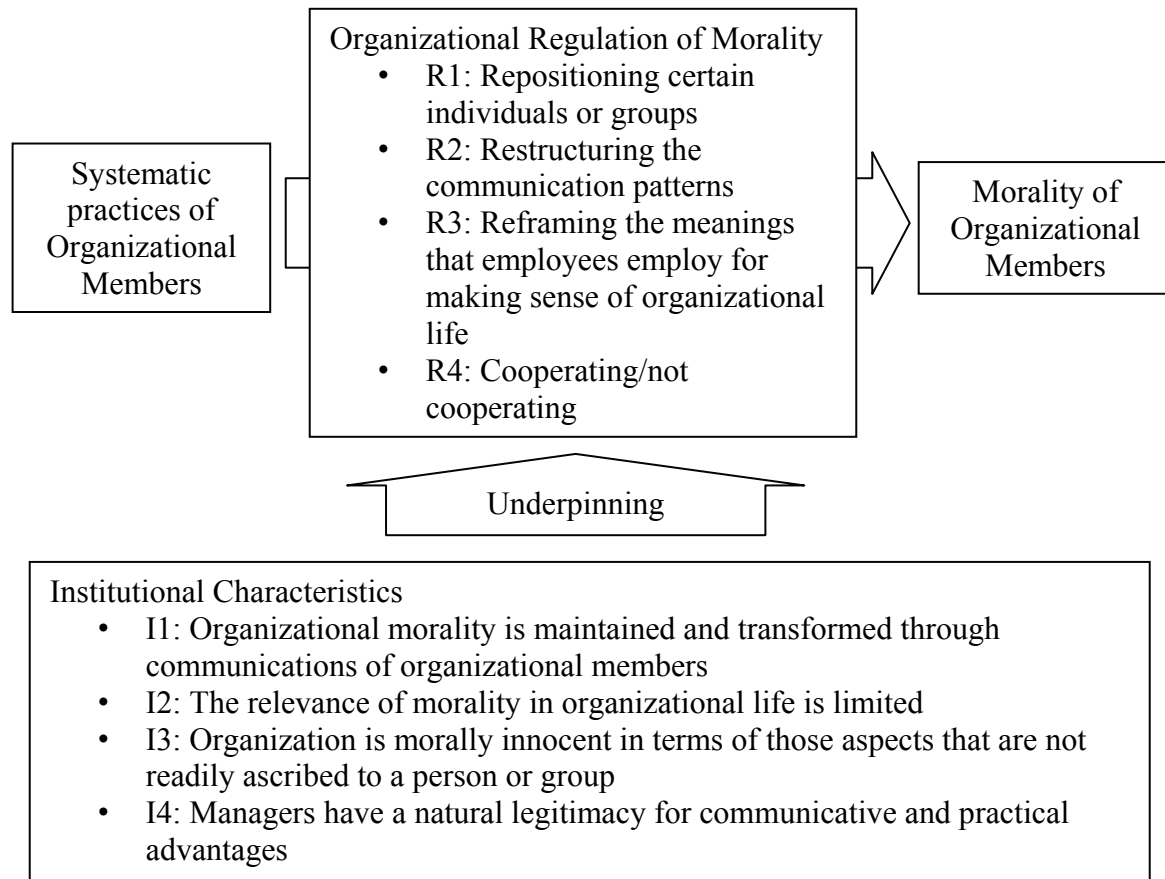 Organizational Regulation of Morality
• R1: Repositioning certain
individuals or groups
• R2: Restructuring the
communication patterns
• R3: Reframing the meanings
that employees employ for
making sense of organizational
life
• R4: Cooperating/not
cooperating
Systematic
practices of
Organizational
Members
Morality of
Organizational
Members
Underpinning
Institutional Characteristics
• I1: Organizational morality is maintained and transformed through
communications of organizational members
• I2: The relevance of morality in organizational life is limited
• I3: Organization is morally innocent in terms of those aspects that are not
readily ascribed to a person or group
• I4: Managers have a natural legitimacy for communicative and practical
advantages